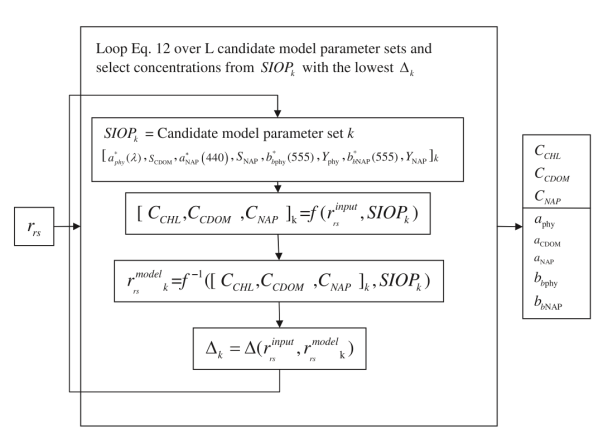 Loop Eq. 12 over L candidate model parameter sets and
select concentrations from SIOP_k with the lowest Δ_k
SIOP_k = Candidate model parameter set k
[a*_phy(λ), S_CDOM, a*_NAP(440), S_NAP, b*_bphy(555), Y_phy, b*_bNAP(555), Y_NAP]_k
[ C_CHL, C_CDOM , C_NAP ]_k=f(r_rs^input, SIOP_k)
r_rs^model_k=f^-1([ C_CHL, C_CDOM , C_NAP ]_k, SIOP_k)
Δ_k = Δ(r_rs^input, r_rs^model_k)
r_rs
C_CHL
C_CDOM
C_NAP
a_phy
a_CDOM
a_NAP
b_bphy
b_bNAP